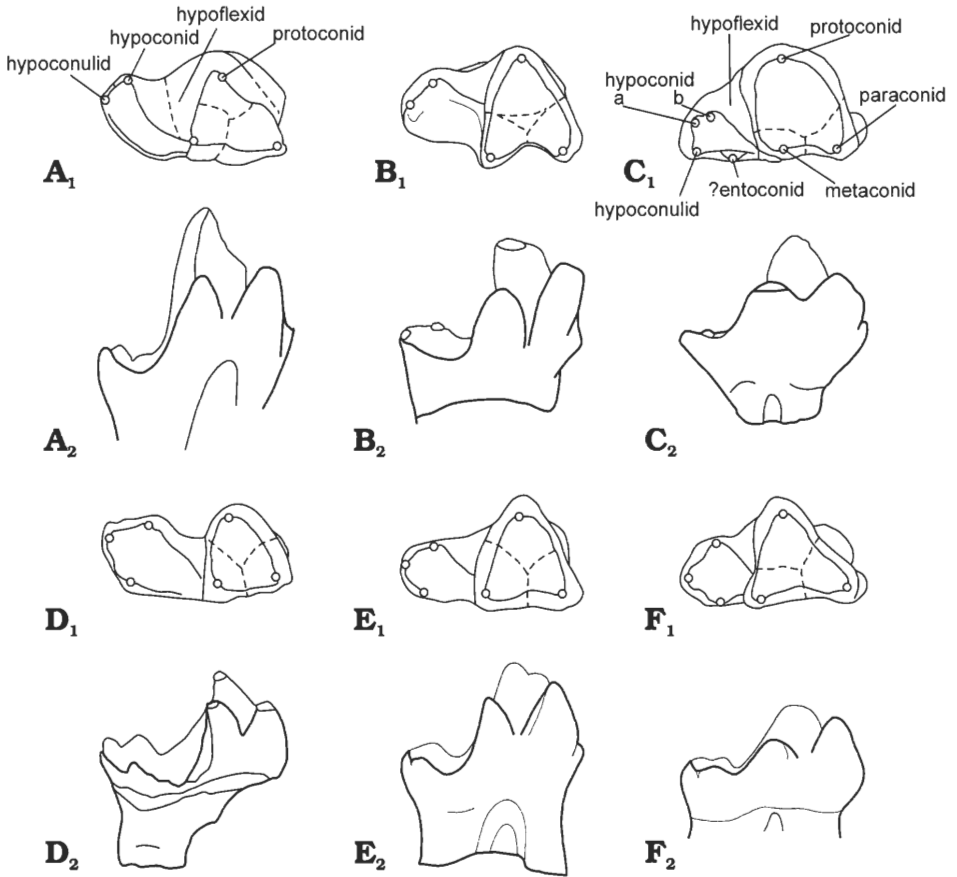 hypoflexid
hypoconid
protoconid
hypoconulid
A1
B1
hypoflexid
protoconid
hypoconid
a
b
paraconid
C1
?entoconid
metaconid
hypoconulid
A2
B2
C2
D1
E1
F1
D2
E2
F2